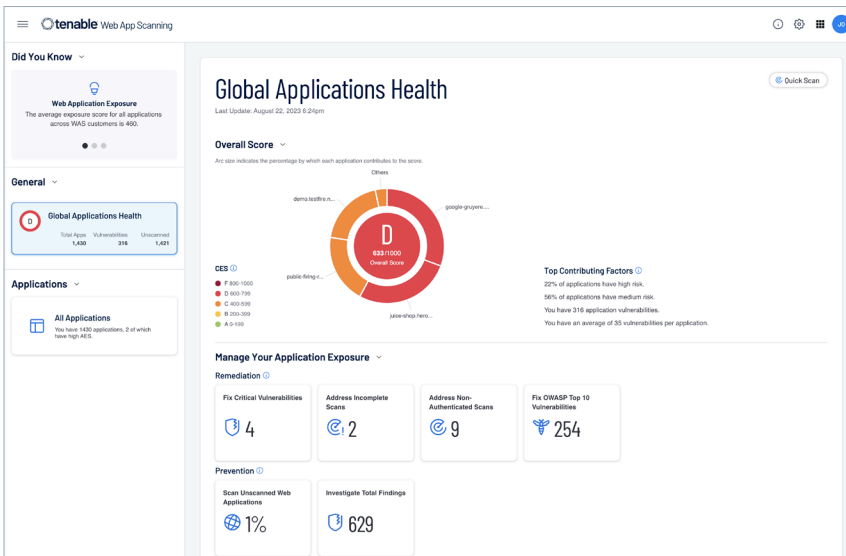 tenable Web App Scanning
JD
Did You Know
Web Application Exposure
The average exposure score for all applications
across WAS customers is 460.
General
D
Global Applications Health
Total Apps Vulnerabilities Unscanned
1,430 316 1,421
Applications
All Applications
You have 1430 applications, 2 of which
have high AES.
Global Applications Health
Quick Scan
Last Update: August 22, 2023 6:24pm
Overall Score
Arc size indicates the percentage by which each application contributes to the score.
Others
demo.testfire.n...
google-gruyere....
D
633/1000
Overall Score
public-firing-r...
juice-shop.hero...
CES
F 800-1000
D 600-799
C 400-599
B 200-399
A 0-199
Top Contributing Factors
22% of applications have high risk.
56% of applications have medium risk.
You have 316 application vulnerabilities.
You have an average of 35 vulnerabilities per application.
Manage Your Application Exposure
Remediation
Fix Critical Vulnerabilities
4
Address Incomplete
Scans
2
Address Non-
Authenticated Scans
9
Fix OWASP Top 10
Vulnerabilities
254
Prevention
Scan Unscanned Web
Applications
1%
Investigate Total Findings
629